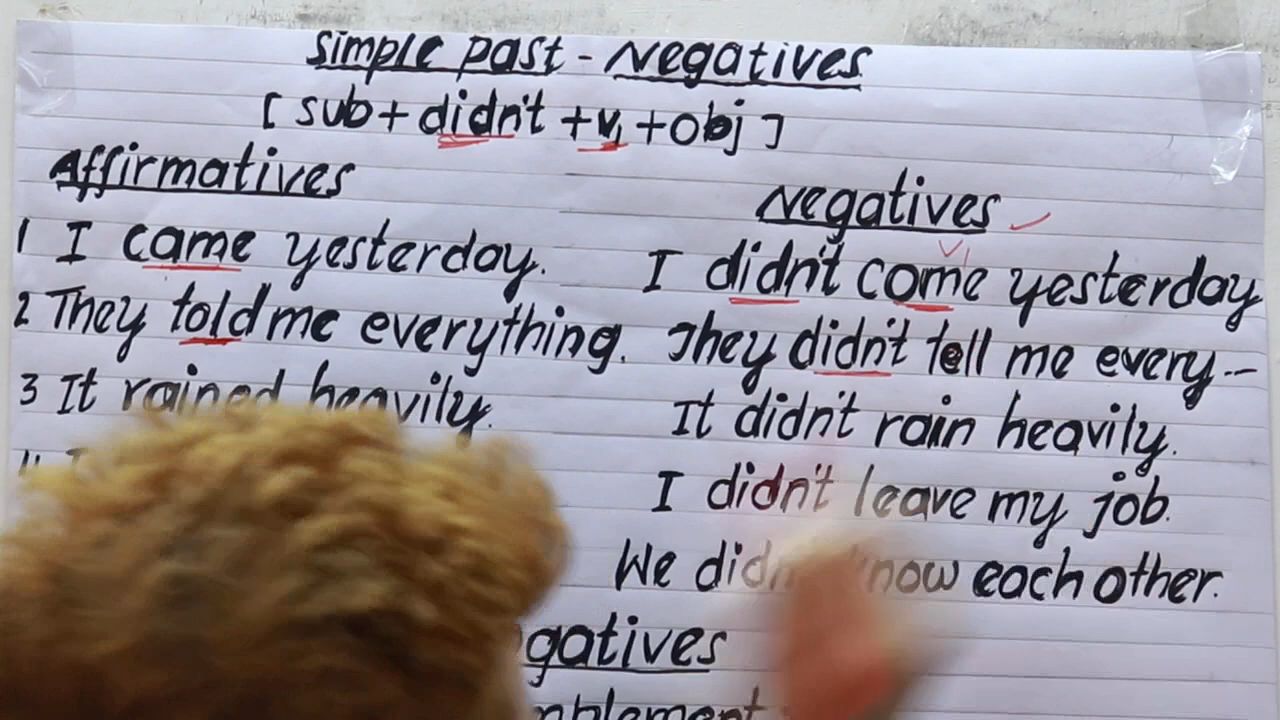 Simple Past - Negatives
[ sub + didn't + V1 + obj ]
Affirmatives
Negatives
1 I came yesterday.
I didn't come yesterday
2 They told me everything.
They didn't tell me every--
3 It rained heavily.
It didn't rain heavily.
I didn't leave my job.
We know each other.
gatives